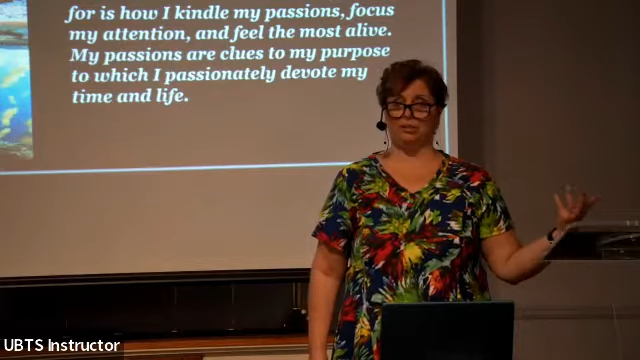 for is how I kindle my passions, focus
my attention, and feel the most alive.
My passions are clues to my purpose
to which I passionately devote my
time and life.
UBTS Instructor